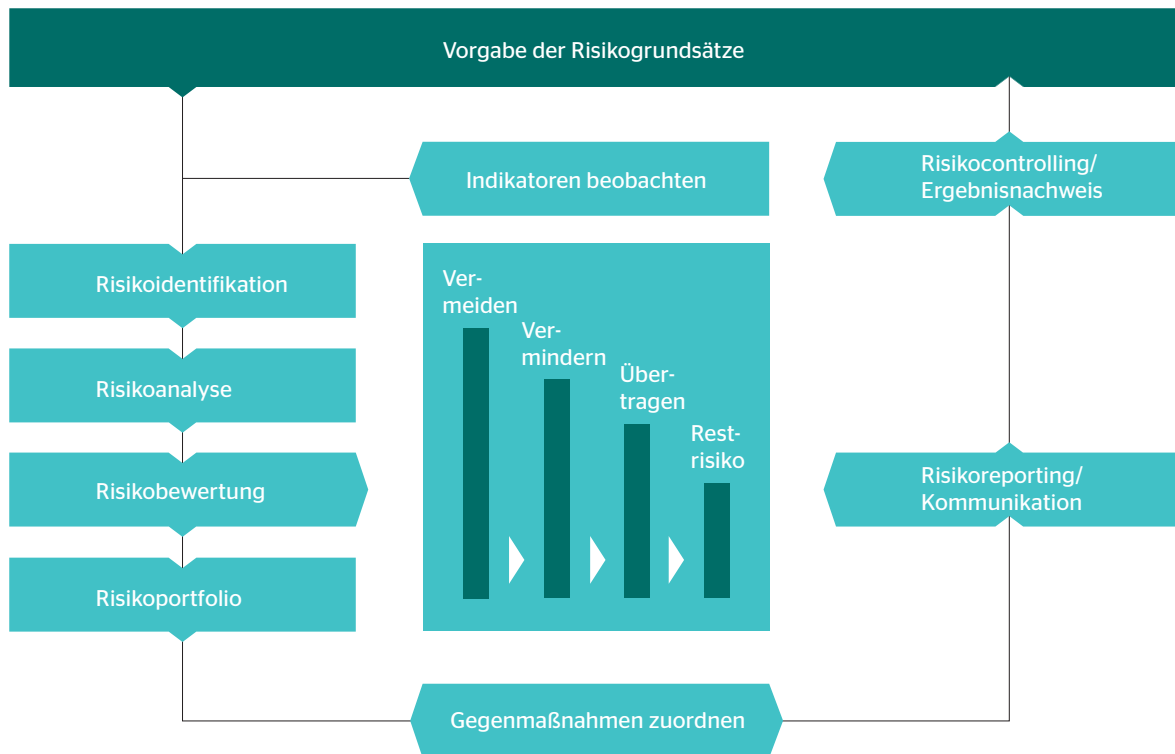 Vorgabe der Risikogrundsätze
Indikatoren beobachten
Risikocontrolling/
Ergebnisnachweis
Risikoidentifikation
Risikoanalyse
Risikobewertung
Risikoportfolio
Ver-
meiden
Ver-
mindern
Über-
tragen
Rest-
risiko
Risikoreporting/
Kommunikation
Gegenmaßnahmen zuordnen